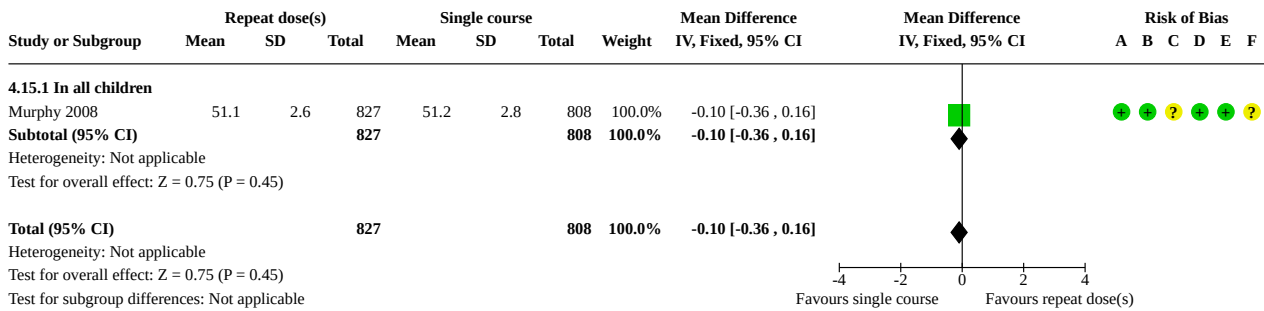 Repeat dose(s) Single course Mean Difference Mean Difference Risk of Bias
Study or Subgroup Mean SD Total Mean SD Total Weight IV, Fixed, 95% CI IV, Fixed, 95% CI A B C D E F
4.15.1 In all children
Murphy 2008 51.1 2.6 827 51.2 2.8 808 100.0% -0.10 [-0.36 , 0.16] + + ? + + ?
Subtotal (95% CI) 827 808 100.0% -0.10 [-0.36 , 0.16]
Heterogeneity: Not applicable
Test for overall effect: Z = 0.75 (P = 0.45)
Total (95% CI) 827 808 100.0% -0.10 [-0.36 , 0.16]
Heterogeneity: Not applicable
Test for overall effect: Z = 0.75 (P = 0.45) -4 -2 0 2 4
Test for subgroup differences: Not applicable Favours single course Favours repeat dose(s)